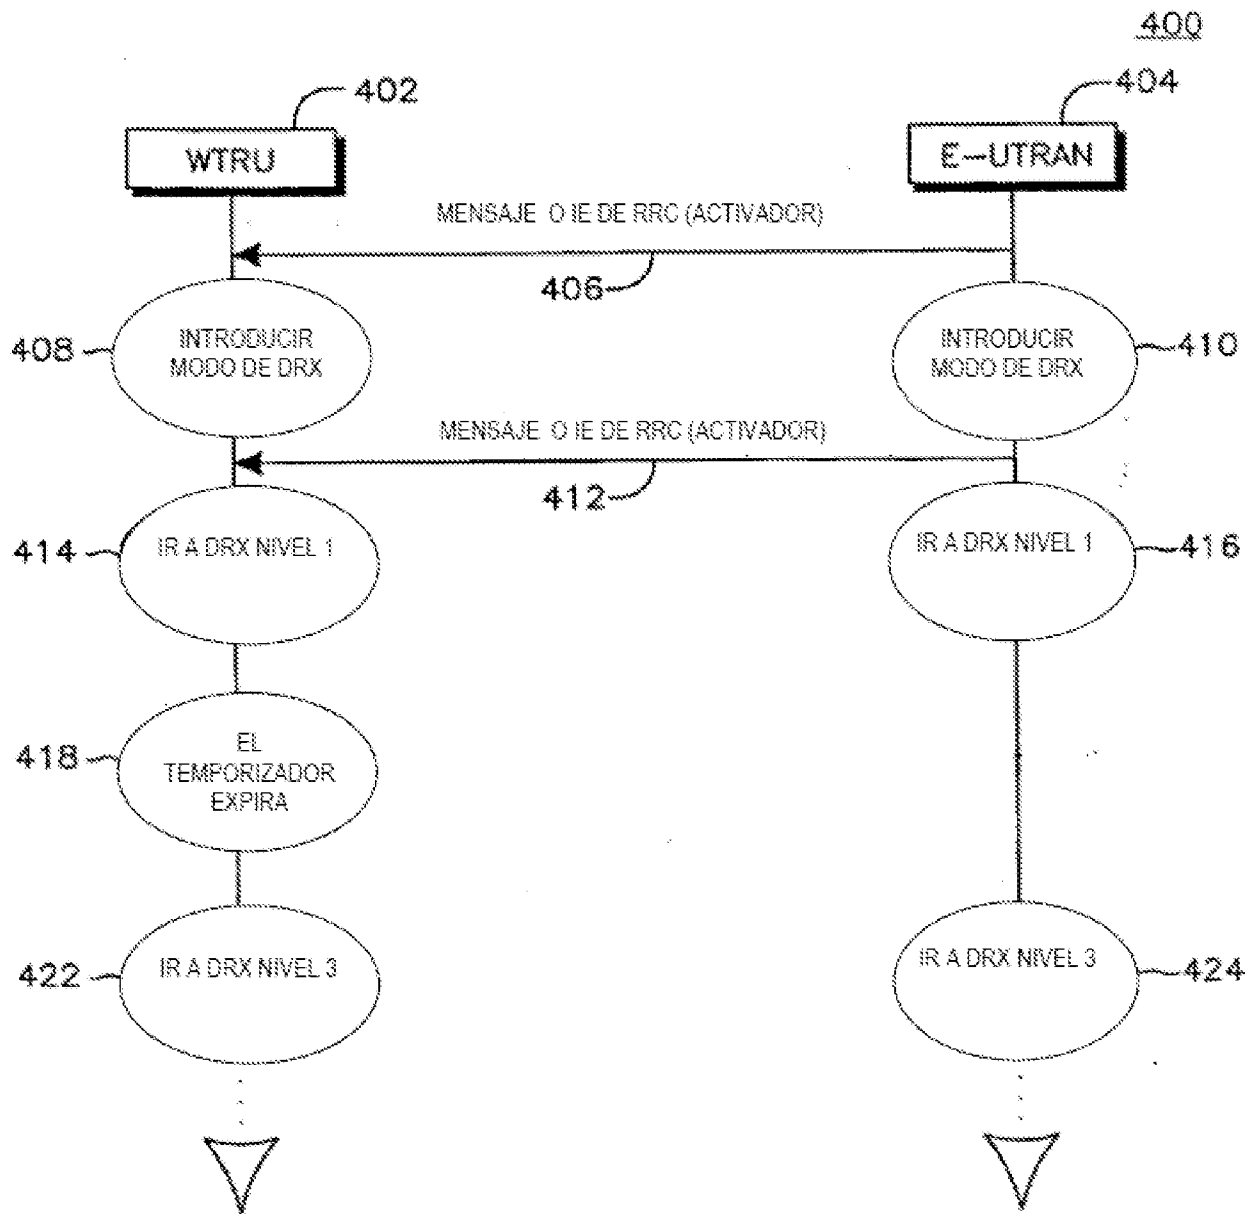 400
402
404
WTRU
E-UTRAN
MENSAJE O IE DE RRC (ACTIVADOR)
406
408
INTRODUCIR
MODO DE DRX
INTRODUCIR
MODO DE DRX
410
MENSAJE O IE DE RRC (ACTIVADOR)
412
414
IR A DRX NIVEL 1
IR A DRX NIVEL 1
416
418
EL
TEMPORIZADOR
EXPIRA
422
IR A DRX NIVEL 3
IR A DRX NIVEL 3
424